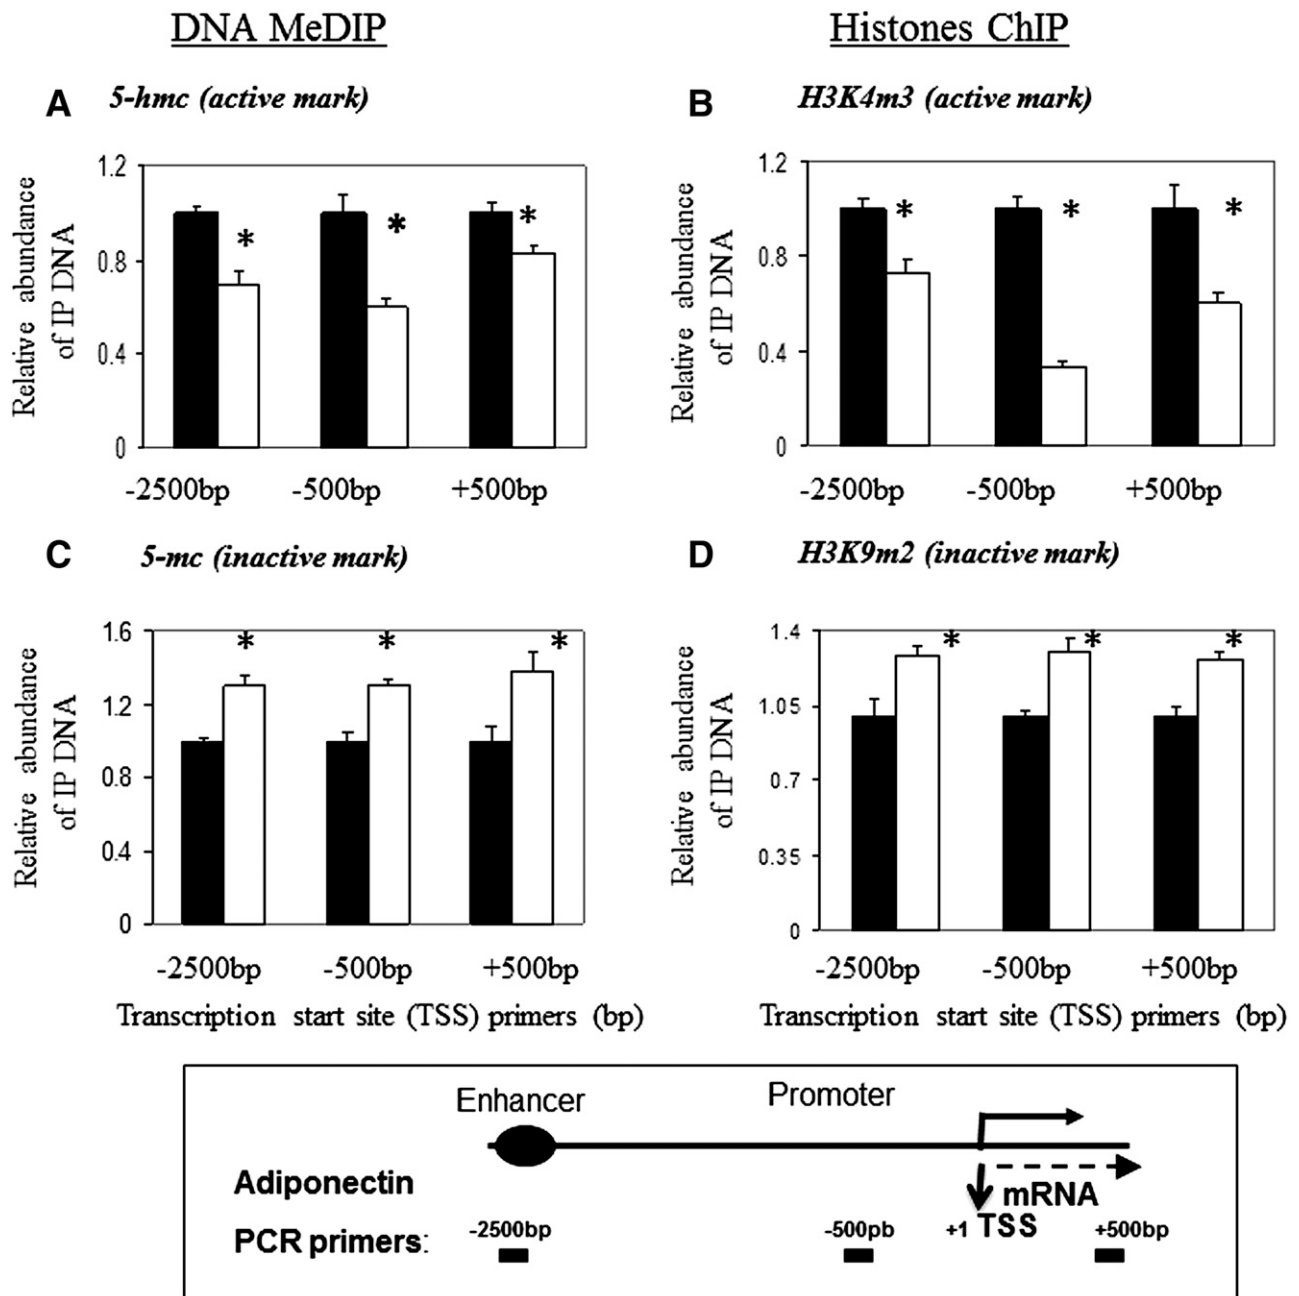 DNA MeDIP
Histones ChIP
A 5-hmc (active mark)
B H3K4m3 (active mark)
Relative abundance
of IP DNA
1.2
0.8
0.4
0
* * *
-2500bp -500bp +500bp
Relative abundance
of IP DNA
1.2
0.8
0.4
0
* * *
-2500bp -500bp +500bp
C 5-mc (inactive mark)
D H3K9m2 (inactive mark)
Relative abundance
of IP DNA
1.6
1.2
0.8
0.4
0
* * *
-2500bp -500bp +500bp
Transcription start site (TSS) primers (bp)
Relative abundance
of IP DNA
1.4
1.05
0.7
0.35
0
* * *
-2500bp -500bp +500bp
Transcription start site (TSS) primers (bp)
Enhancer Promoter
Adiponectin
mRNA
PCR primers: -2500bp -500pb +1 TSS +500bp